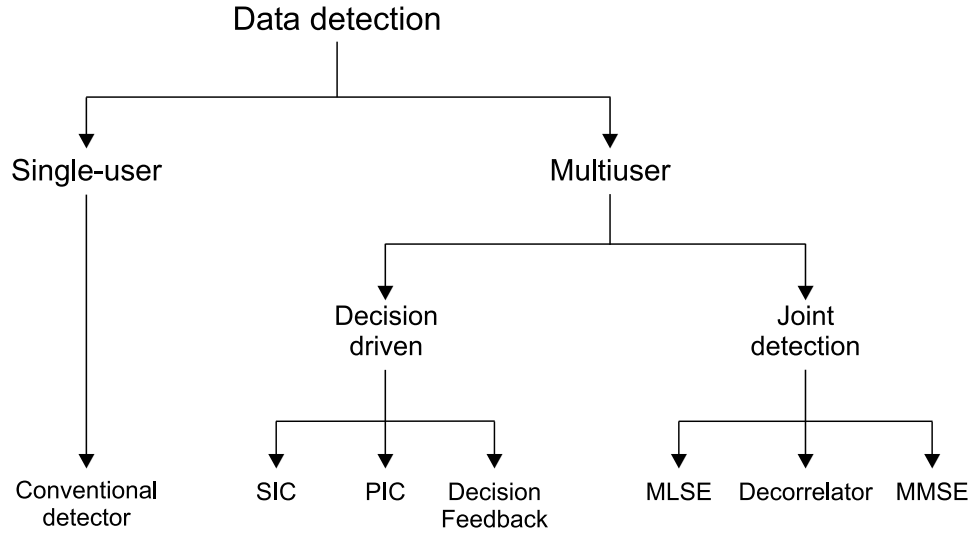 Data detection
Single-user
Multiuser
Decision
driven
Joint
detection
Conventional
detector
SIC
PIC
Decision
Feedback
MLSE
Decorrelator
MMSE